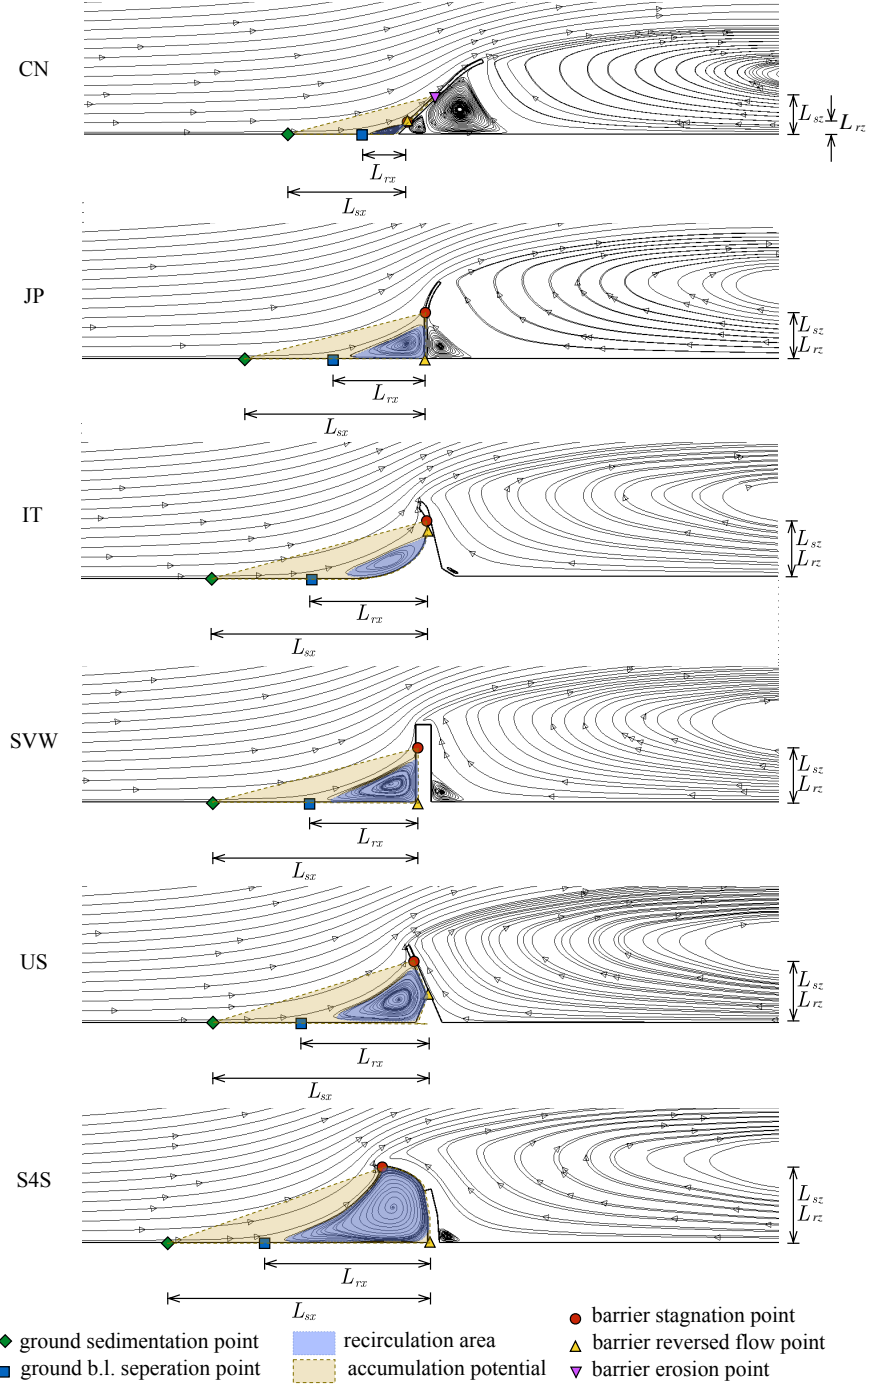 CN
L_sz
L_rz
L_rx
L_sx
JP
L_sz
L_rz
L_rx
L_sx
IT
L_sz
L_rz
L_rx
L_sx
SVW
L_sz
L_rz
L_rx
L_sx
US
L_sz
L_rz
L_rx
L_sx
S4S
L_sz
L_rz
L_rx
L_sx
barrier stagnation point
ground sedimentation point recirculation area barrier reversed flow point
ground b.l. seperation point accumulation potential barrier erosion point